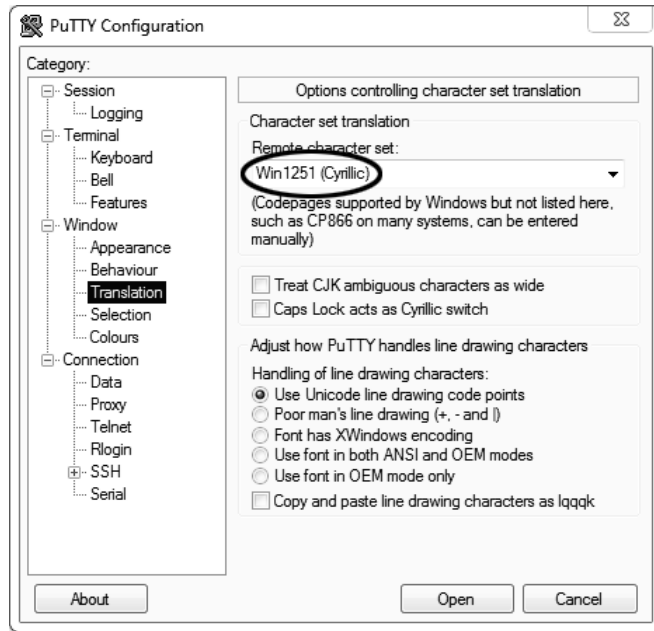 PuTTY Configuration
Category:
Session
Logging
Terminal
Keyboard
Bell
Features
Window
Appearance
Behaviour
Translation
Selection
Colours
Connection
Data
Proxy
Telnet
Rlogin
SSH
Serial
Options controlling character set translation
Character set translation
Remote character set:
Win1251 (Cyrillic)
(Codepages supported by Windows but not listed here,
such as CP866 on many systems, can be entered
manually)
Treat CJK ambiguous characters as wide
Caps Lock acts as Cyrillic switch
Adjust how PuTTY handles line drawing characters
Handling of line drawing characters:
Use Unicode line drawing code points
Poor man's line drawing (+, - and |)
Font has XWindows encoding
Use font in both ANSI and OEM modes
Use font in OEM mode only
Copy and paste line drawing characters as lqqqk
About
Open
Cancel